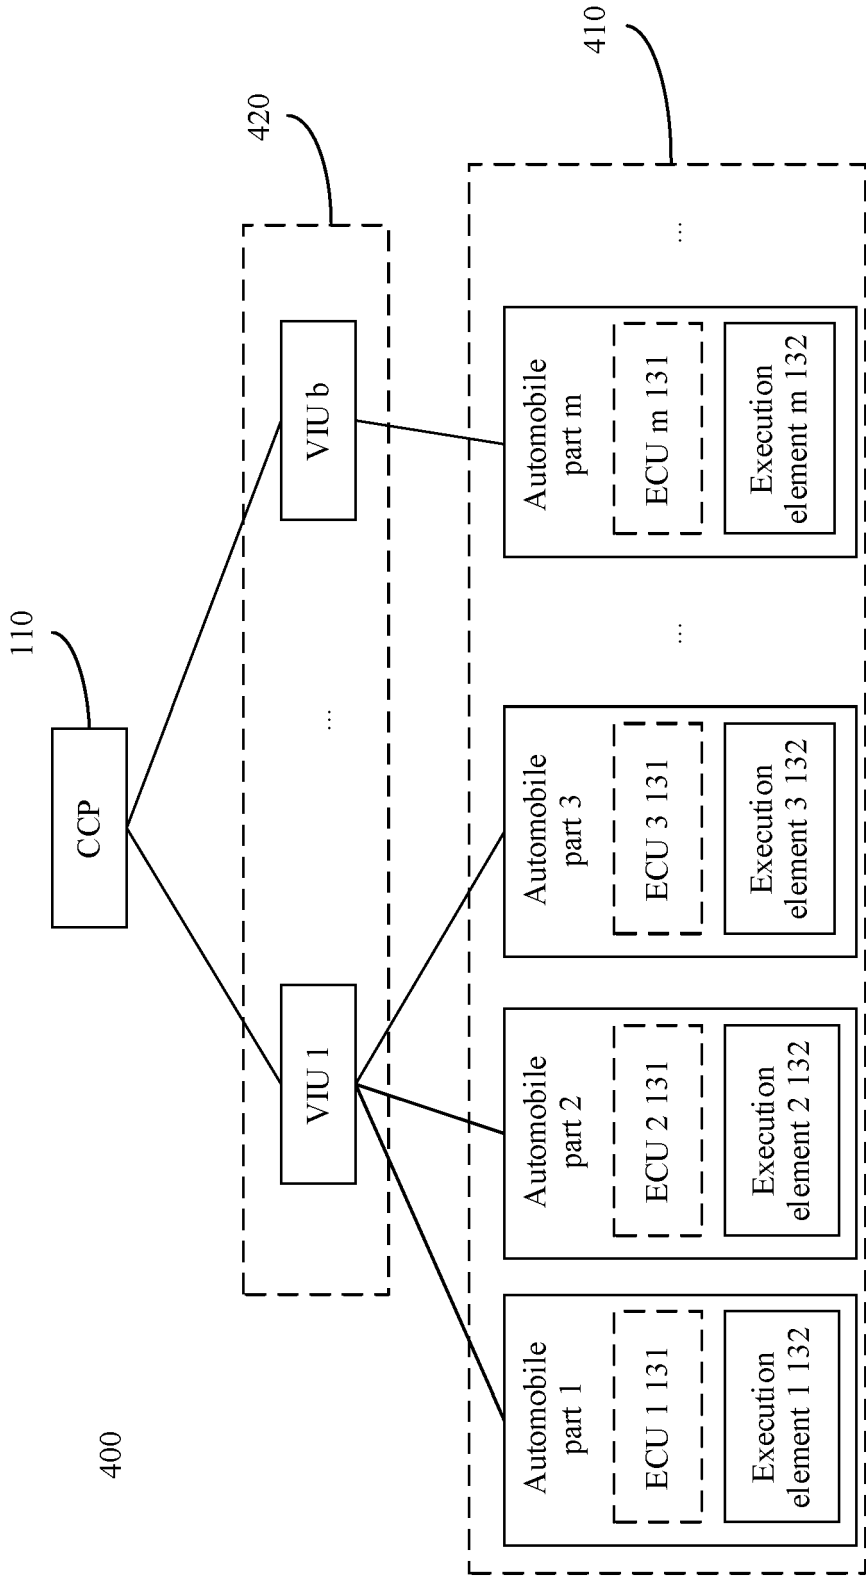 400
110
CCP
420
VIU 1
...
VIU b
410
Automobile
part 1
ECU 1 131
Execution
element 1 132
Automobile
part 2
ECU 2 131
Execution
element 2 132
Automobile
part 3
ECU 3 131
Execution
element 3 132
...
Automobile
part m
ECU m 131
Execution
element m 132
...